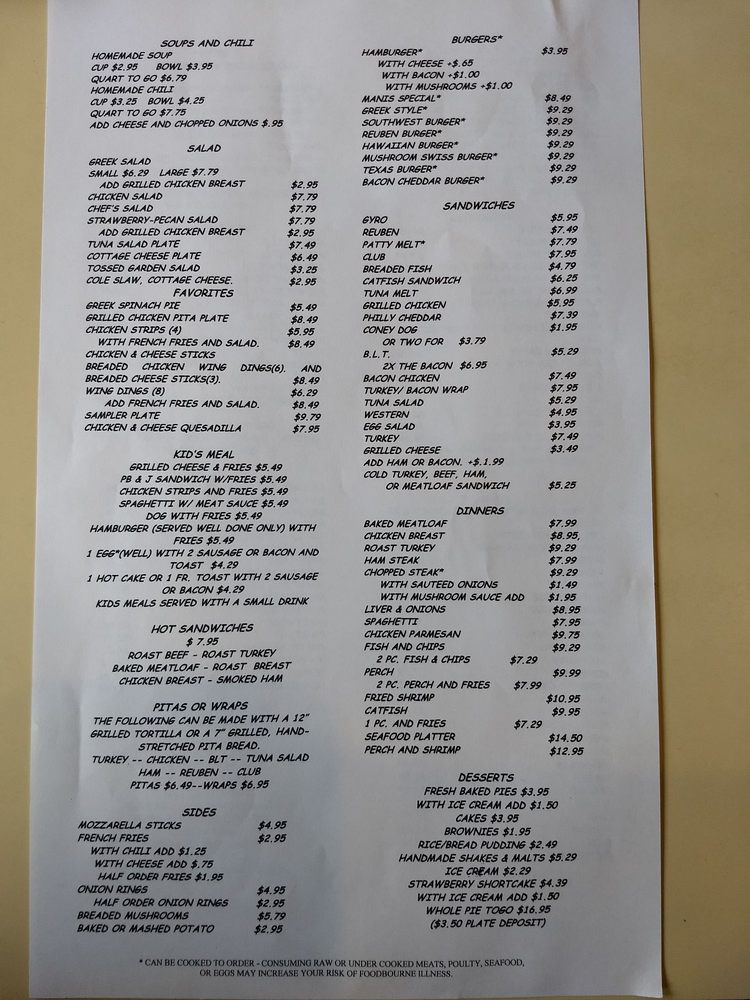 SOUPS AND CHILI
HOMEMADE SOUP
CUP $2.95 BOWL $3.95
QUART TO GO $6.79
HOMEMADE CHILI
CUP $3.25 BOWL $4.25
QUART TO GO $7.75
ADD CHEESE AND CHOPPED ONIONS $.95
SALAD
GREEK SALAD
SMALL $6.29 LARGE $7.79
ADD GRILLED CHICKEN BREAST $2.95
CHICKEN SALAD $7.79
CHEF'S SALAD $7.79
STRAWBERRY-PECAN SALAD $7.79
ADD GRILLED CHICKEN BREAST $2.95
TUNA SALAD PLATE $7.49
COTTAGE CHEESE PLATE $6.49
TOSSED GARDEN SALAD $3.25
COLE SLAW, COTTAGE CHEESE. $2.95
FAVORITES
GREEK SPINACH PIE $5.49
GRILLED CHICKEN PITA PLATE $8.49
CHICKEN STRIPS (4) $5.95
WITH FRENCH FRIES AND SALAD. $8.49
CHICKEN & CHEESE STICKS
BREADED CHICKEN WING DINGS(6). AND
BREADED CHEESE STICKS(3). $8.49
WING DINGS (8) $6.29
ADD FRENCH FRIES AND SALAD. $8.49
SAMPLER PLATE $9.79
CHICKEN & CHEESE QUESADILLA $7.95
KID'S MEAL
GRILLED CHEESE & FRIES $5.49
PB & J SANDWICH W/FRIES $5.49
CHICKEN STRIPS AND FRIES $5.49
SPAGHETTI W/ MEAT SAUCE $5.49
DOG WITH FRIES $5.49
HAMBURGER (SERVED WELL DONE ONLY) WITH
FRIES $5.49
1 EGG*(WELL) WITH 2 SAUSAGE OR BACON AND
TOAST $4.29
1 HOT CAKE OR 1 FR. TOAST WITH 2 SAUSAGE
OR BACON $4.29
KIDS MEALS SERVED WITH A SMALL DRINK
HOT SANDWICHES
$ 7.95
ROAST BEEF - ROAST TURKEY
BAKED MEATLOAF - ROAST BREAST
CHICKEN BREAST - SMOKED HAM
PITAS OR WRAPS
THE FOLLOWING CAN BE MADE WITH A 12"
GRILLED TORTILLA OR A 7" GRILLED, HAND-
STRETCHED PITA BREAD.
TURKEY -- CHICKEN -- BLT -- TUNA SALAD
HAM -- REUBEN -- CLUB
PITAS $6.49--WRAPS $6.95
SIDES
MOZZARELLA STICKS $4.95
FRENCH FRIES $2.95
WITH CHILI ADD $1.25
WITH CHEESE ADD $.75
HALF ORDER FRIES $1.95
ONION RINGS $4.95
HALF ORDER ONION RINGS $2.95
BREADED MUSHROOMS $5.79
BAKED OR MASHED POTATO $2.95
BURGERS*
HAMBURGER* $3.95
WITH CHEESE +$.65
WITH BACON +$1.00
WITH MUSHROOMS +$1.00
MANIS SPECIAL* $8.49
GREEK STYLE* $9.29
SOUTHWEST BURGER* $9.29
REUBEN BURGER* $9.29
HAWAIIAN BURGER* $9.29
MUSHROOM SWISS BURGER* $9.29
TEXAS BURGER* $9.29
BACON CHEDDAR BURGER* $9.29
SANDWICHES
GYRO $5.95
REUBEN $7.49
PATTY MELT* $7.79
CLUB $7.95
BREADED FISH $4.79
CATFISH SANDWICH $6.25
TUNA MELT $6.99
GRILLED CHICKEN $5.95
PHILLY CHEDDAR $7.39
CONEY DOG $1.95
OR TWO FOR $3.79
B.L.T. $5.29
2X THE BACON $6.95
BACON CHICKEN $7.49
TURKEY/ BACON WRAP $7.95
TUNA SALAD $5.29
WESTERN $4.95
EGG SALAD $3.95
TURKEY $7.49
GRILLED CHEESE $3.49
ADD HAM OR BACON. +$.1.99
COLD TURKEY, BEEF, HAM,
OR MEATLOAF SANDWICH $5.25
DINNERS
BAKED MEATLOAF $7.99
CHICKEN BREAST $8.95,
ROAST TURKEY $9.29
HAM STEAK $7.99
CHOPPED STEAK* $9.29
WITH SAUTEED ONIONS $1.49
WITH MUSHROOM SAUCE ADD $1.95
LIVER & ONIONS $8.95
SPAGHETTI $7.95
CHICKEN PARMESAN $9.75
FISH AND CHIPS $9.29
2 PC. FISH & CHIPS $7.29
PERCH $9.99
2 PC. PERCH AND FRIES $7.99
FRIED SHRIMP $10.95
CATFISH $9.95
1 PC. AND FRIES $7.29
SEAFOOD PLATTER $14.50
PERCH AND SHRIMP $12.95
DESSERTS
FRESH BAKED PIES $3.95
WITH ICE CREAM ADD $1.50
CAKES $3.95
BROWNIES $1.95
RICE/BREAD PUDDING $2.49
HANDMADE SHAKES & MALTS $5.29
ICE CREAM $2.29
STRAWBERRY SHORTCAKE $4.39
WITH ICE CREAM ADD $1.50
WHOLE PIE TOGO $16.95
($3.50 PLATE DEPOSIT)
* CAN BE COOKED TO ORDER - CONSUMING RAW OR UNDER COOKED MEATS, POULTY, SEAFOOD,
OR EGGS MAY INCREASE YOUR RISK OF FOODBOURNE ILLNESS.